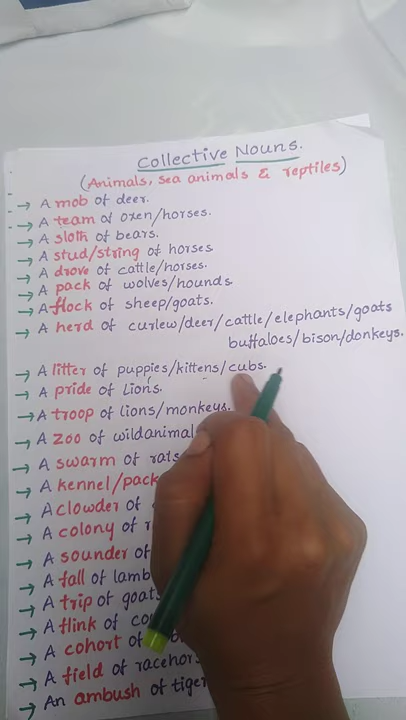 Collective Nouns.
(Animals, sea animals & reptiles)
→ A mob of deer.
→ A team of oxen/horses.
→ A sloth of bears.
→ A stud/string of horses
→ A drove of cattle/horses.
→ A pack of wolves/hounds.
→ A flock of sheep/goats.
→ A herd of curlew/deer/cattle/elephants/goats
buffaloes/bison/donkeys.
→ A litter of puppies/kittens/cubs.
→ A pride of Lions.
→ A troop of lions/monkeys.
→ A zoo of wildanimal
→ A swarm of rats
→ A kennel/pack
→ A clowder of
→ A colony of
→ A sounder of
→ A fall of lamb
→ A trip of goats
→ A flink of co
→ A cohort of
→ A field of racehors
→ An ambush of tiger